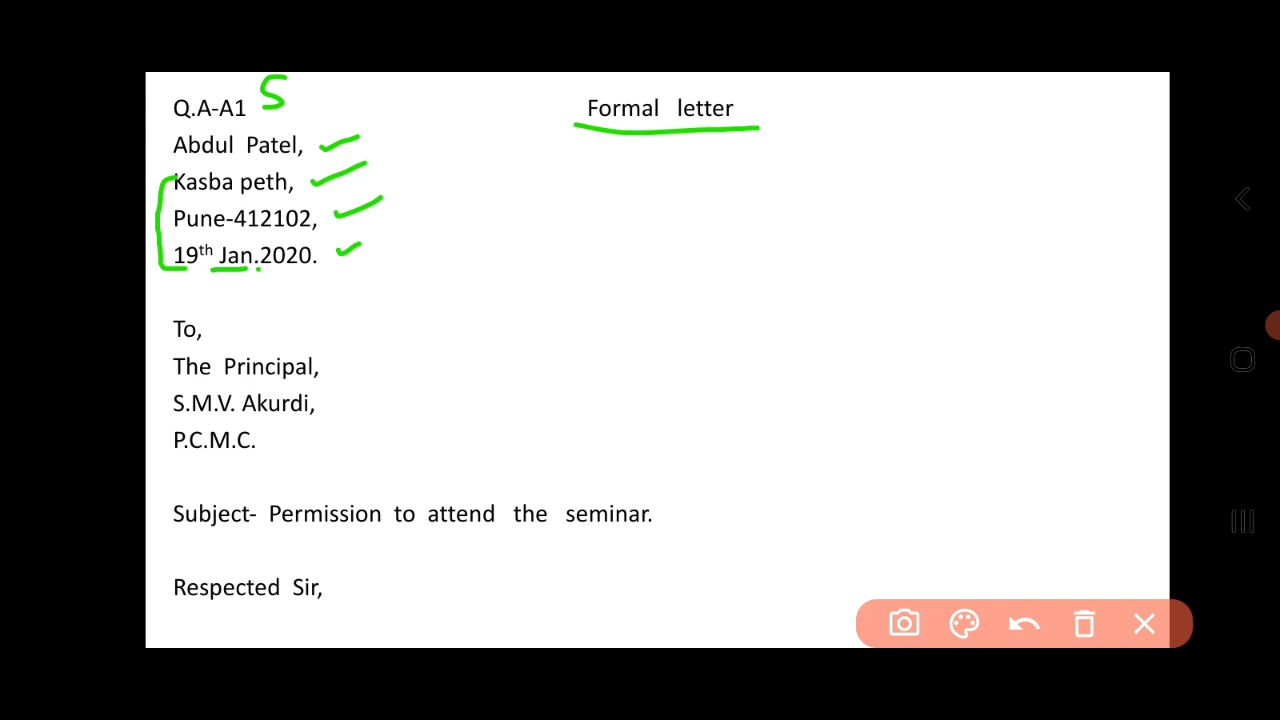 Q.A-A1 5
Formal letter
Abdul Patel,
Kasba peth,
Pune-412102,
19th Jan.2020.
To,
The Principal,
S.M.V. Akurdi,
P.C.M.C.
Subject- Permission to attend the seminar.
Respected Sir,